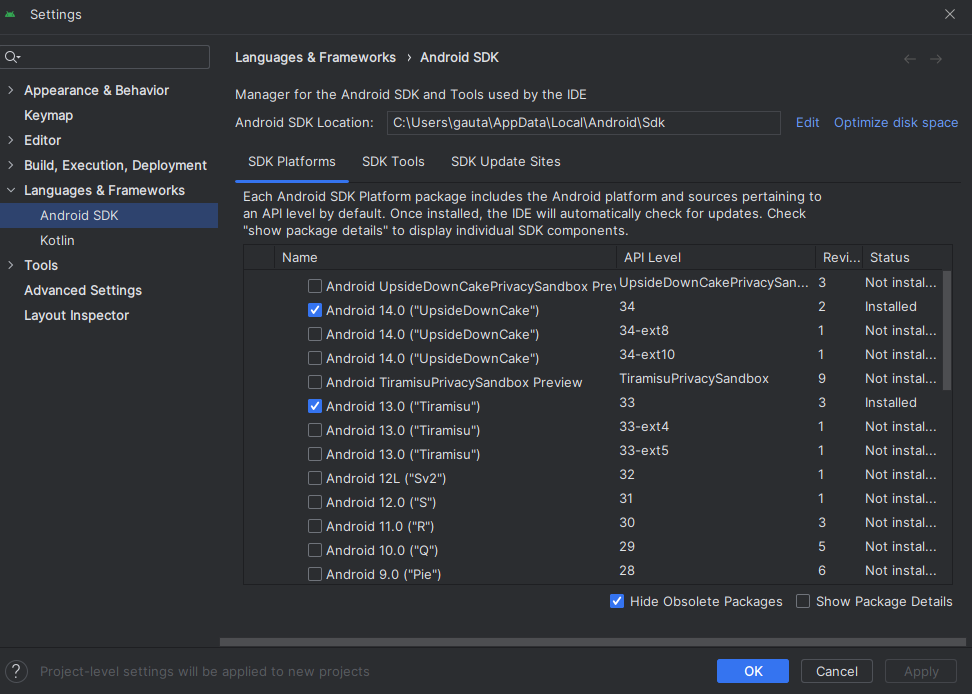 Settings
Languages & Frameworks › Android SDK
Appearance & Behavior
Keymap
Editor
Build, Execution, Deployment
Languages & Frameworks
Android SDK
Kotlin
Tools
Advanced Settings
Layout Inspector
Manager for the Android SDK and Tools used by the IDE
Android SDK Location: C:\Users\gauta\AppData\Local\Android\Sdk Edit Optimize disk space
SDK Platforms SDK Tools SDK Update Sites
Each Android SDK Platform package includes the Android platform and sources pertaining to
an API level by default. Once installed, the IDE will automatically check for updates. Check
"show package details" to display individual SDK components.
Name API Level Revi... Status
Android UpsideDownCakePrivacySandbox Prev UpsideDownCakePrivacySan... 3 Not instal...
Android 14.0 ("UpsideDownCake") 34 2 Installed
Android 14.0 ("UpsideDownCake") 34-ext8 1 Not instal...
Android 14.0 ("UpsideDownCake") 34-ext10 1 Not instal...
Android TiramisuPrivacySandbox Preview TiramisuPrivacySandbox 9 Not instal...
Android 13.0 ("Tiramisu") 33 3 Installed
Android 13.0 ("Tiramisu") 33-ext4 1 Not instal...
Android 13.0 ("Tiramisu") 33-ext5 1 Not instal...
Android 12L ("Sv2") 32 1 Not instal...
Android 12.0 ("S") 31 1 Not instal...
Android 11.0 ("R") 30 3 Not instal...
Android 10.0 ("Q") 29 5 Not instal...
Android 9.0 ("Pie") 28 6 Not instal...
Hide Obsolete Packages Show Package Details
? Project-level settings will be applied to new projects OK Cancel Apply